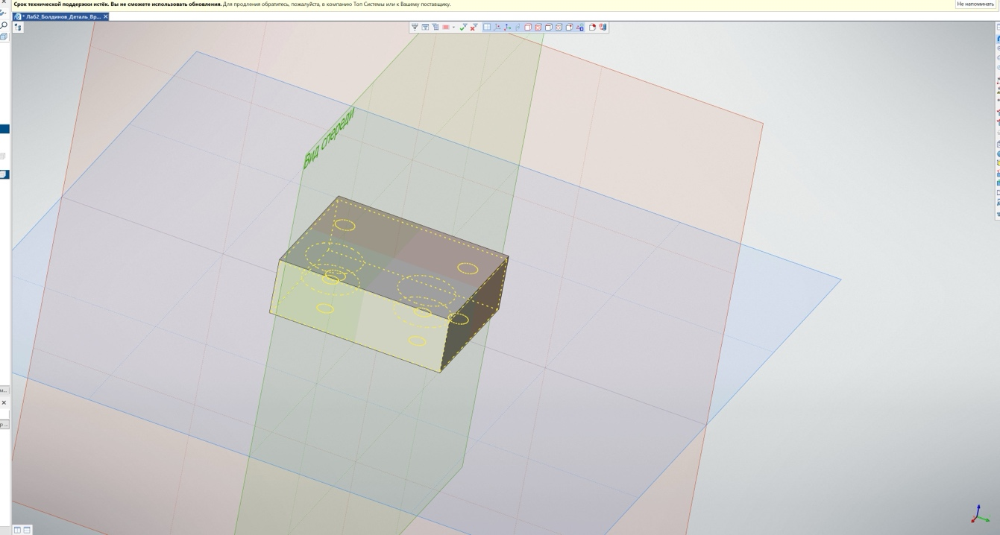 Срок технической поддержки истёк. Вы не сможете использовать обновления. Для продления обратитесь, пожалуйста, в компанию Топ Системы или к Вашему поставщику.
Не напоминать
* Лаб2_Болдинов_Деталь_Вр...
Вид спереди
м...
р ...